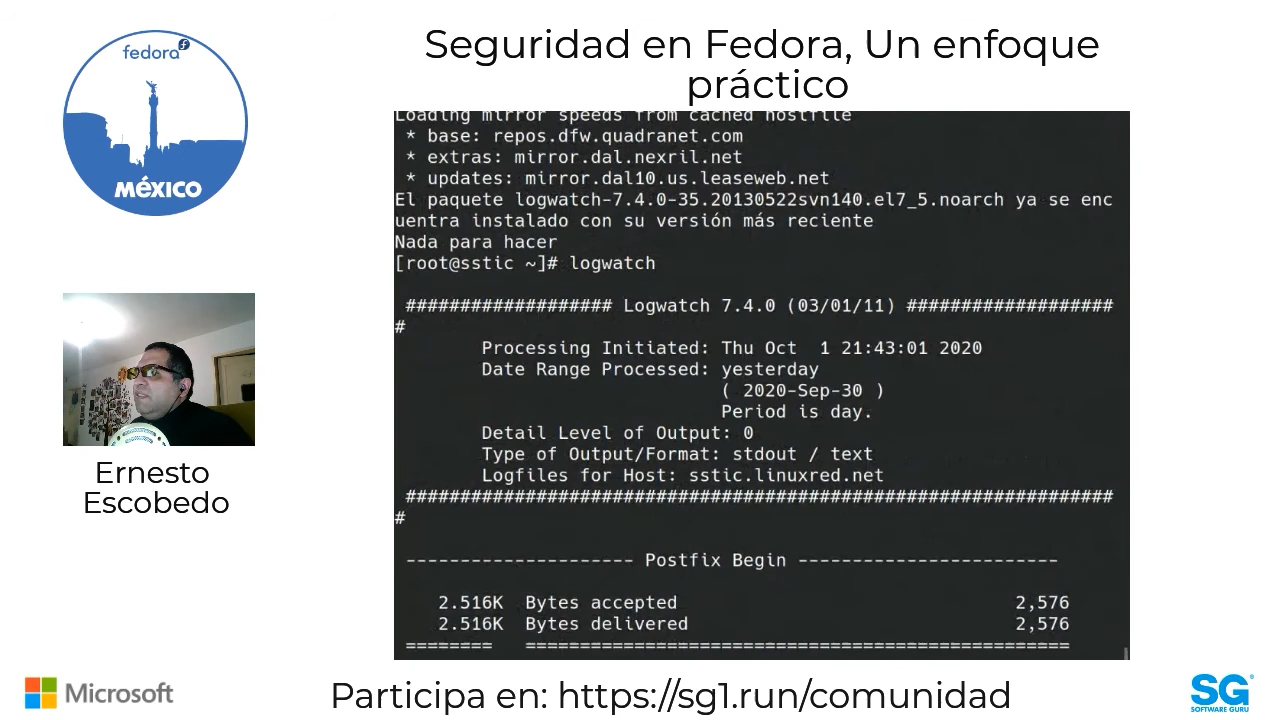 Seguridad en Fedora, Un enfoque
práctico
fedora
MÉXICO
Loading mirror speeds from cached hostfile
* base: repos.dfw.quadranet.com
* extras: mirror.dal.nexril.net
* updates: mirror.dal10.us.leaseweb.net
El paquete logwatch-7.4.0-35.20130522svn140.el7_5.noarch ya se enc
uentra instalado con su versión más reciente
Nada para hacer
[root@sstic ~]# logwatch
################### Logwatch 7.4.0 (03/01/11) ###################
#
Processing Initiated: Thu Oct  1 21:43:01 2020
Date Range Processed: yesterday
( 2020-Sep-30 )
Period is day.
Detail Level of Output: 0
Type of Output/Format: stdout / text
Logfiles for Host: sstic.linuxred.net
#################################################################
#
--------------------- Postfix Begin ------------------------
2.516K  Bytes accepted 2,576
2.516K  Bytes delivered 2,576
======== ==================================================
Ernesto
Escobedo
Microsoft
Participa en: https://sg1.run/comunidad
SG
SOFTWARE GURU